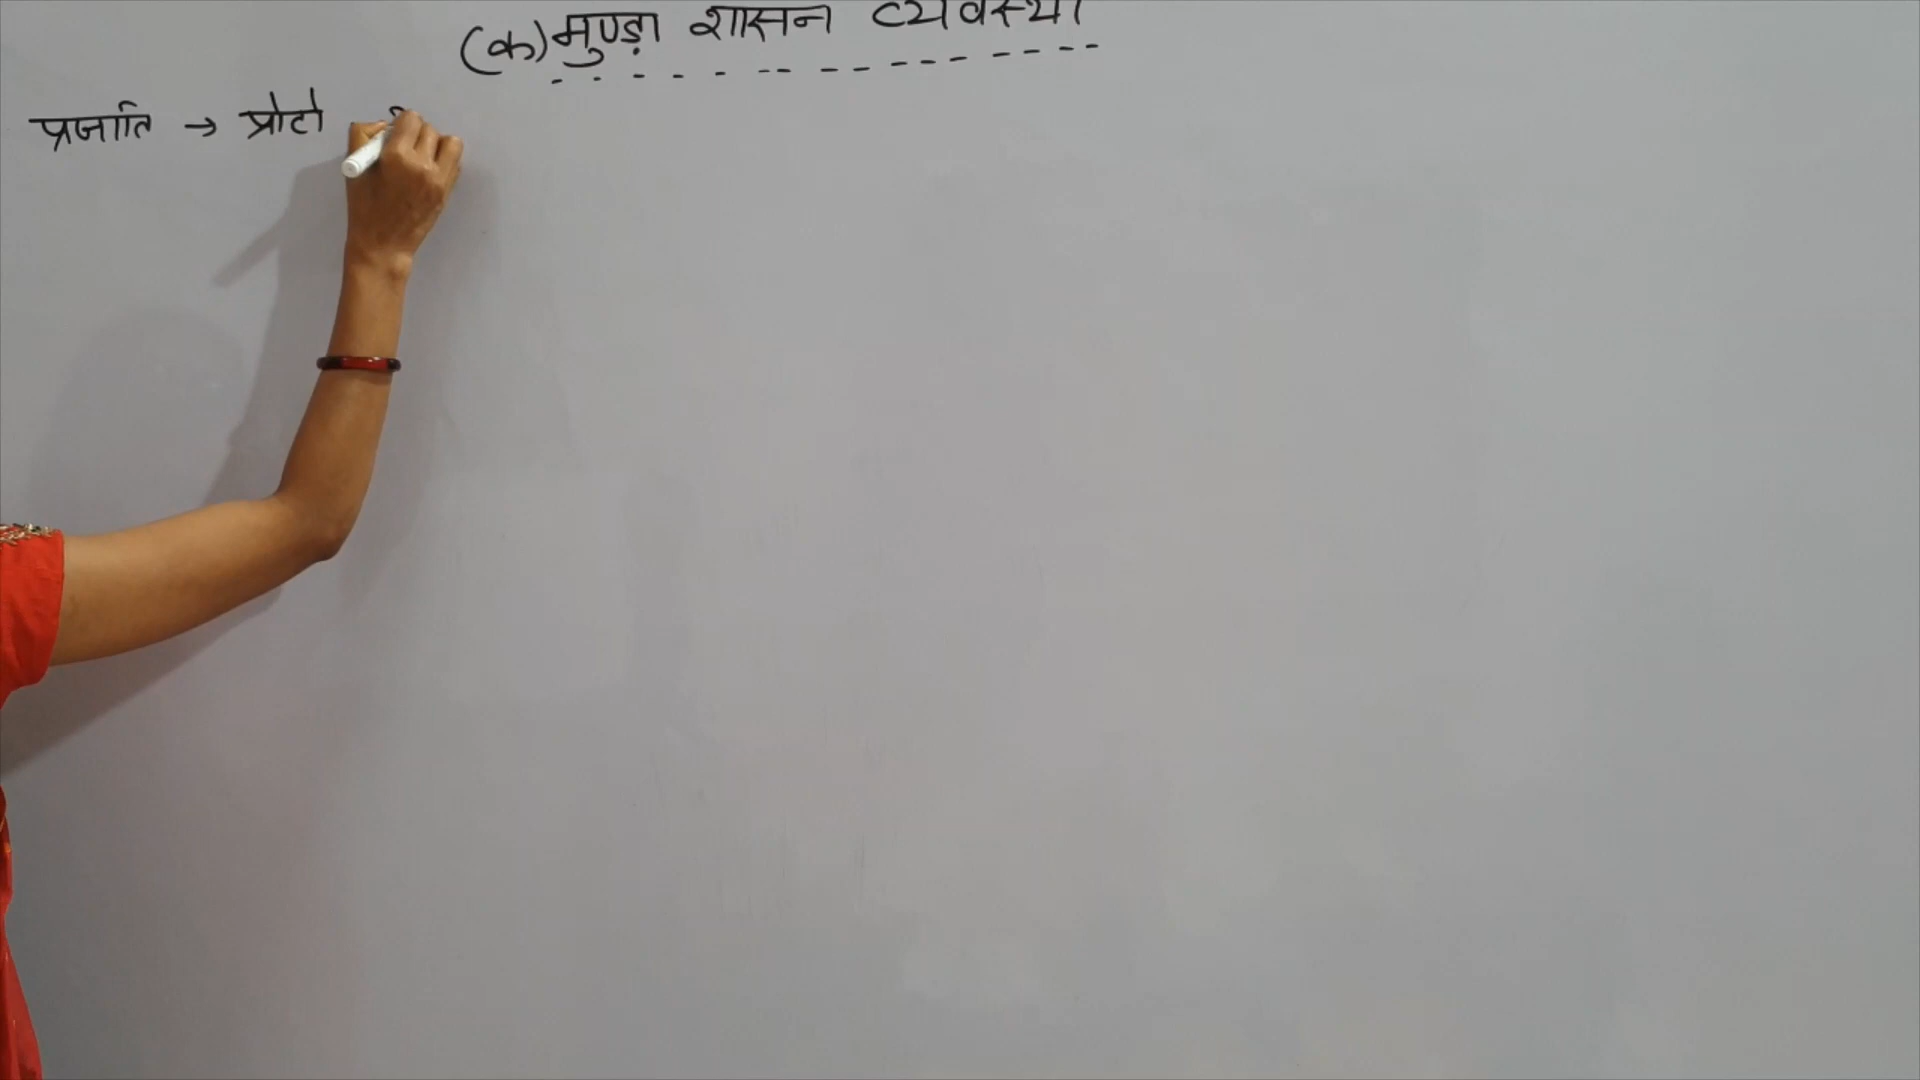 (क) मुण्डा शासन व्यवस्था
प्रजाति → प्रोटो